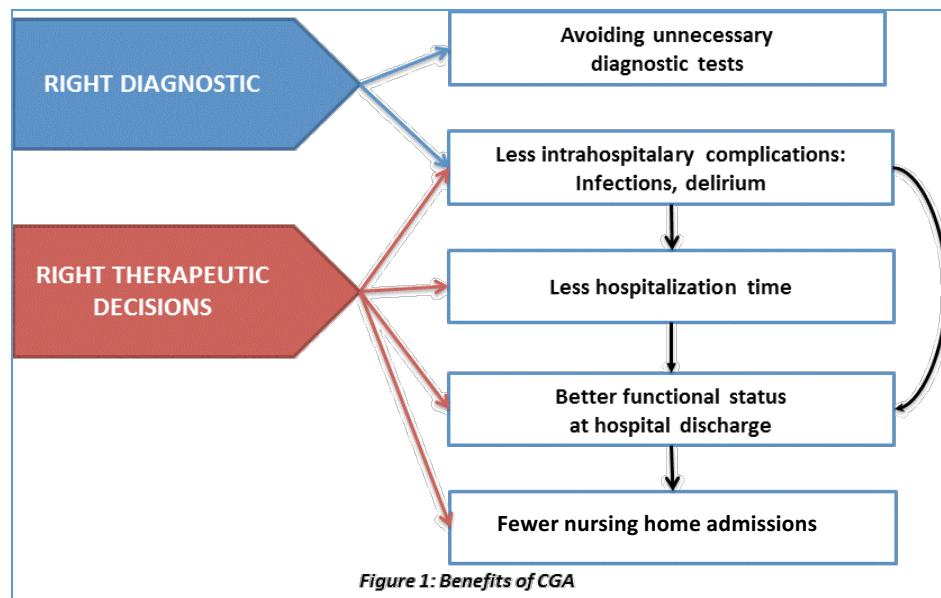 RIGHT DIAGNOSTIC
Avoiding unnecessary
diagnostic tests
Less intrahospitalary complications:
Infections, delirium
RIGHT THERAPEUTIC
DECISIONS
Less hospitalization time
Better functional status
at hospital discharge
Fewer nursing home admissions
Figure 1: Benefits of CGA